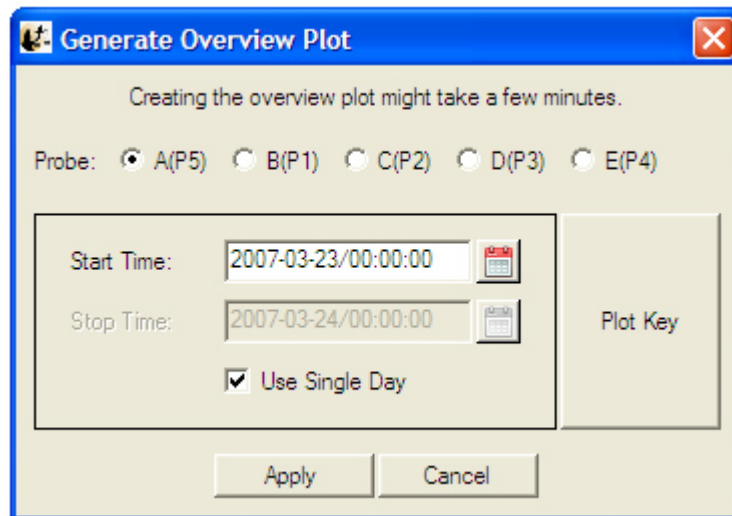 Generate Overview Plot
Creating the overview plot might take a few minutes.
Probe: A(P5) B(P1) C(P2) D(P3) E(P4)
Start Time: 2007-03-23/00:00:00
Stop Time: 2007-03-24/00:00:00
Use Single Day
Plot Key
Apply Cancel